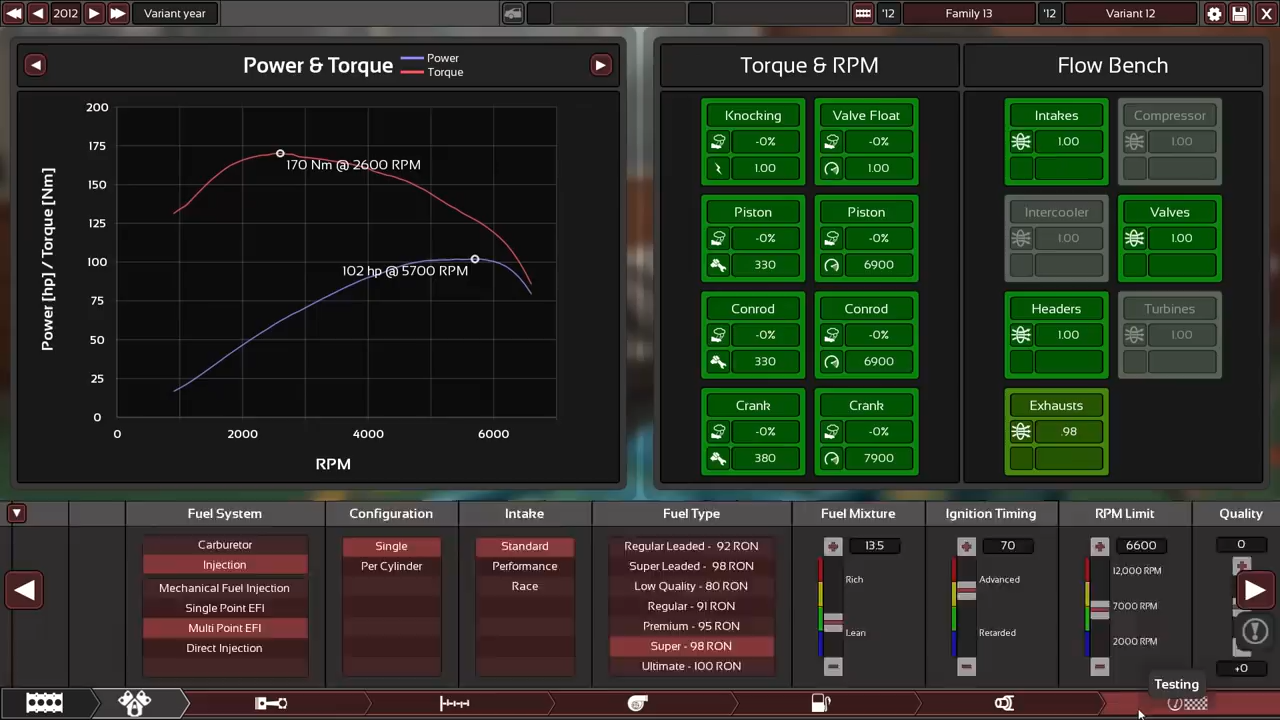 2012 Variant year '12 Family 13 '12 Variant 12
Power & Torque
Power
Torque
200
175
150
125
100
75
50
25
0
Power [hp] / Torque [Nm]
170 Nm @ 2600 RPM
102 hp @ 5700 RPM
0 2000 4000 6000
RPM
Torque & RPM
Knocking Valve Float
-0% -0%
1.00 1.00
Piston Piston
-0% -0%
330 6900
Conrod Conrod
-0% -0%
330 6900
Crank Crank
-0% -0%
380 7900
Flow Bench
Intakes Compressor
1.00 1.00
Intercooler Valves
1.00 1.00
Headers Turbines
1.00 1.00
Exhausts
.98
Fuel System
Carburetor
Injection
Mechanical Fuel Injection
Single Point EFI
Multi Point EFI
Direct Injection
Configuration
Single
Per Cylinder
Intake
Standard
Performance
Race
Fuel Type
Regular Leaded - 92 RON
Super Leaded - 98 RON
Low Quality - 80 RON
Regular - 91 RON
Premium - 95 RON
Super - 98 RON
Ultimate - 100 RON
Fuel Mixture
13.5
Rich
Lean
Ignition Timing
70
Advanced
Retarded
RPM Limit
6600
12,000 RPM
7000 RPM
2000 RPM
Quality
0
+0
Testing